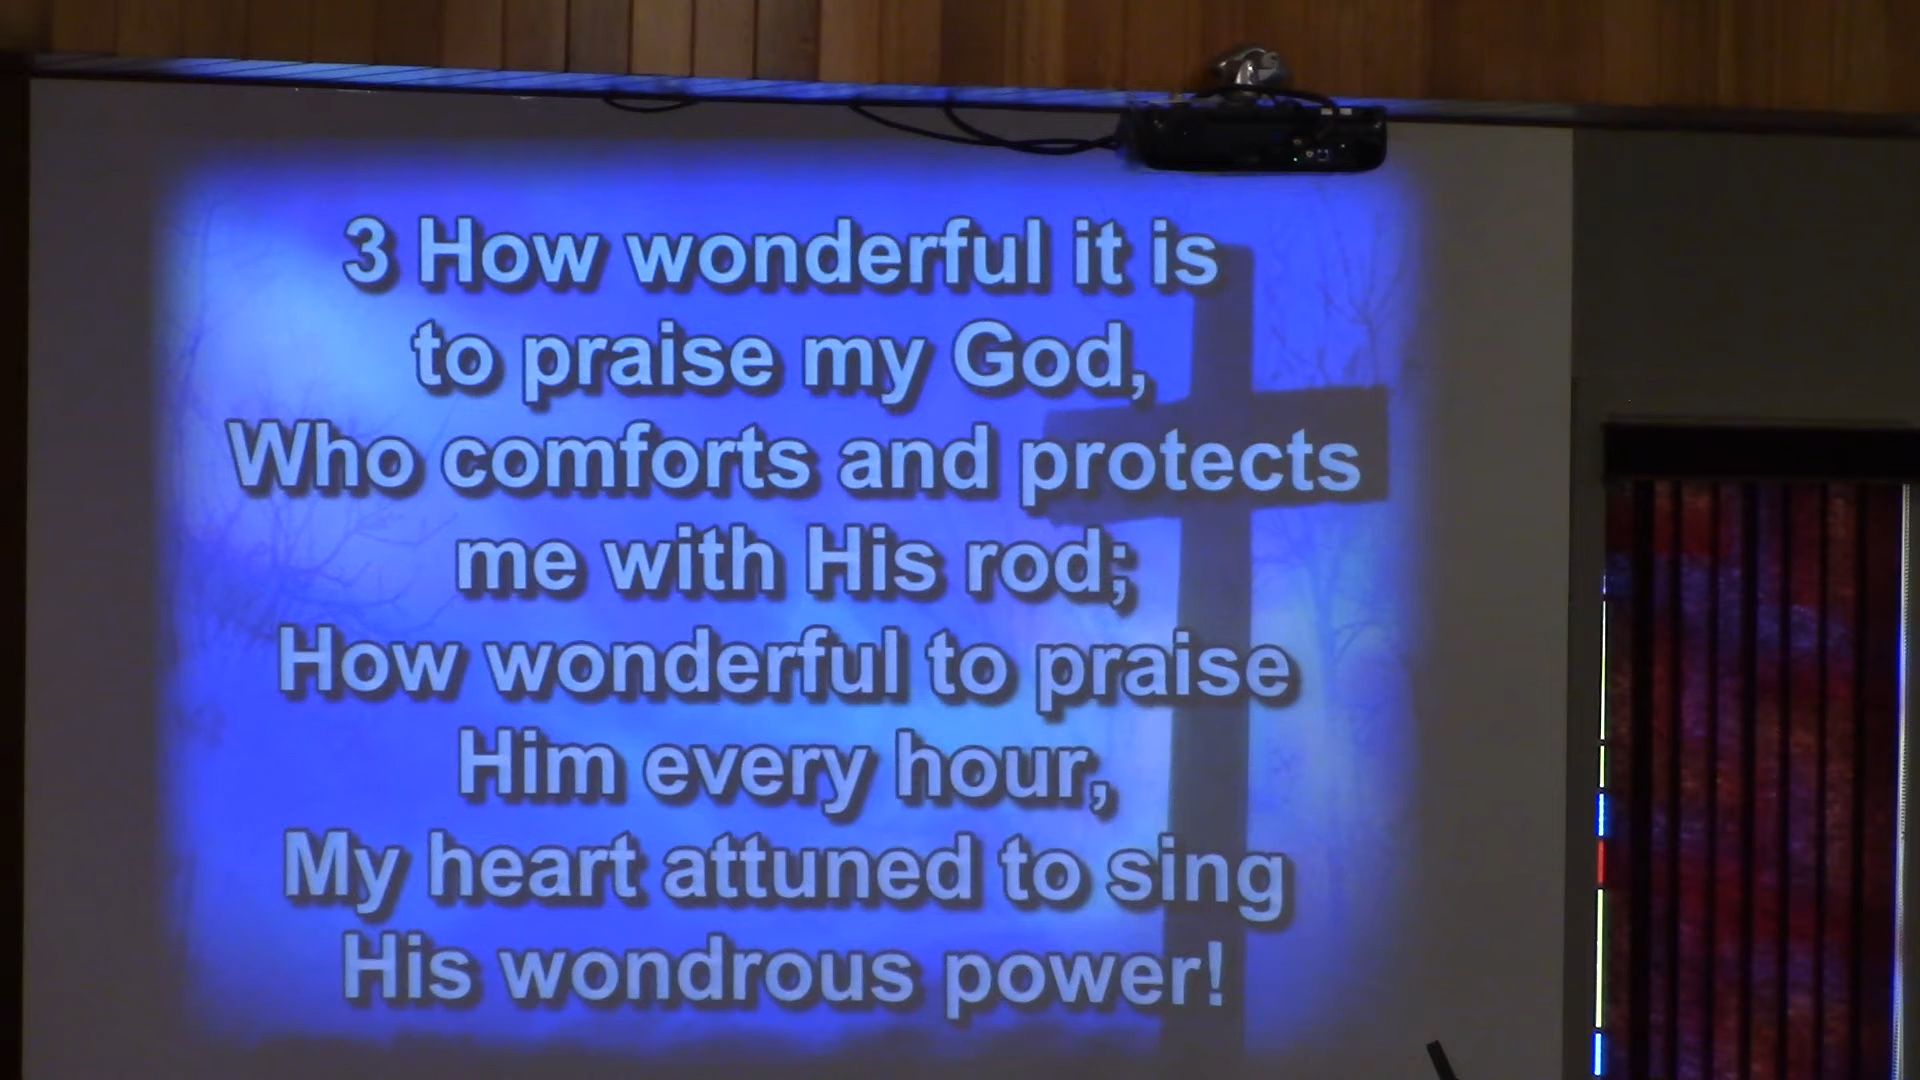 3 How wonderful it is
to praise my God,
Who comforts and protects
me with His rod;
How wonderful to praise
Him every hour,
My heart attuned to sing
His wondrous power!